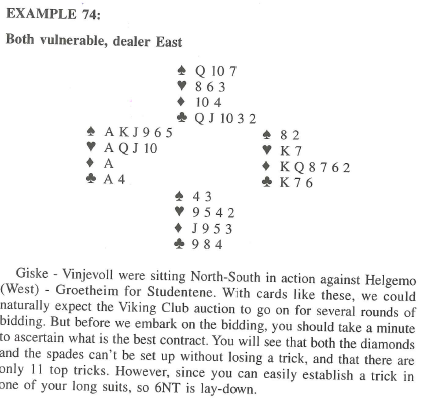 EXAMPLE 74:
Both vulnerable, dealer East
♠ Q 10 7
♥ 8 6 3
♦ 10 4
♣ Q J 10 3 2
♠ A K J 9 6 5 ♠ 8 2
♥ A Q J 10 ♥ K 7
♦ A ♦ K Q 8 7 6 2
♣ A 4 ♣ K 7 6
♠ 4 3
♥ 9 5 4 2
♦ J 9 5 3
♣ 9 8 4
Giske - Vinjevoll were sitting North-South in action against Helgemo
(West) - Groetheim for Studentene. With cards like these, we could
naturally expect the Viking Club auction to go on for several rounds of
bidding. But before we embark on the bidding, you should take a minute
to ascertain what is the best contract. You will see that both the diamonds
and the spades can't be set up without losing a trick, and that there are
only 11 top tricks. However, since you can easily establish a trick in
one of your long suits, so 6NT is lay-down.